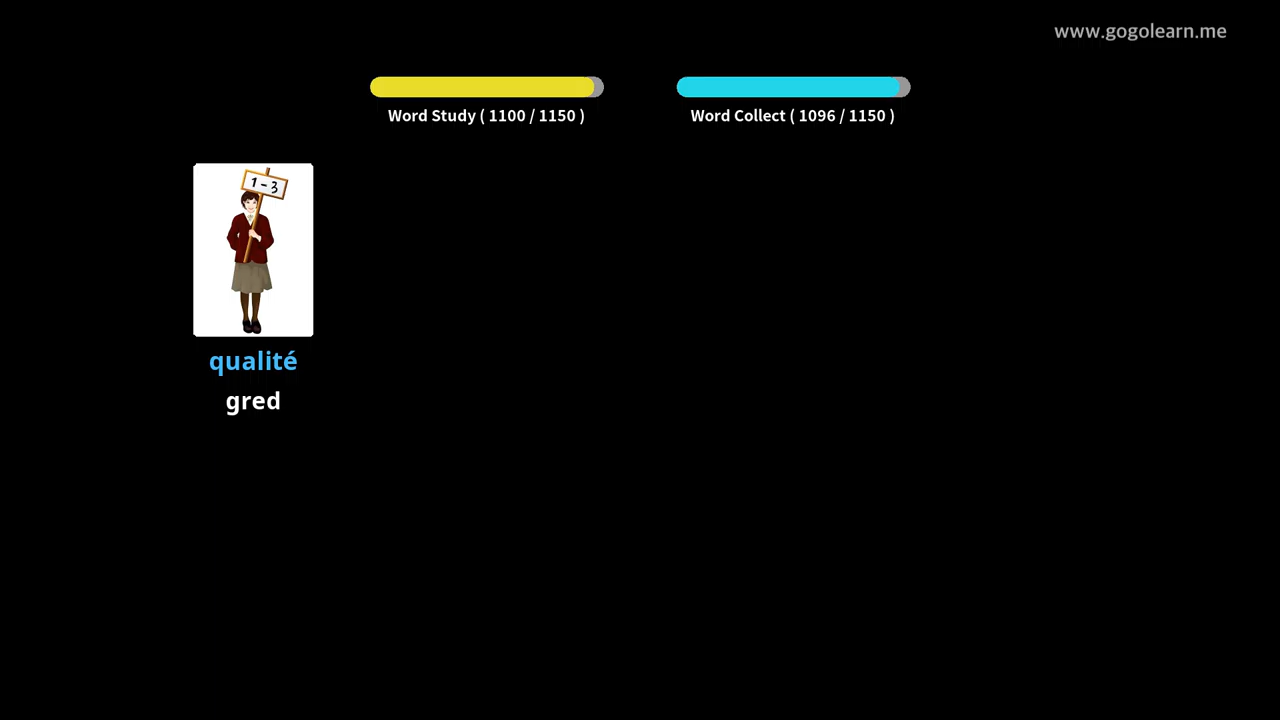 www.gogolearn.me
Word Study ( 1100 / 1150 )
Word Collect ( 1096 / 1150 )
1 - 3
qualité
gred